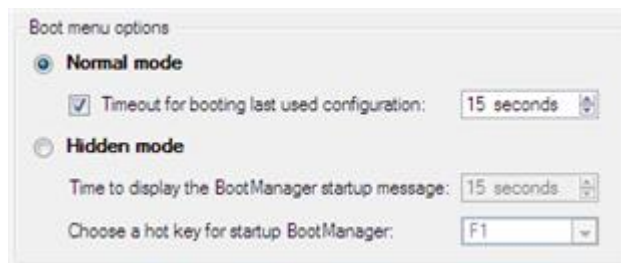 Boot menu options
Normal mode
Timeout for booting last used configuration: 15 seconds
Hidden mode
Time to display the BootManager startup message: 15 seconds
Choose a hot key for startup BootManager: F1